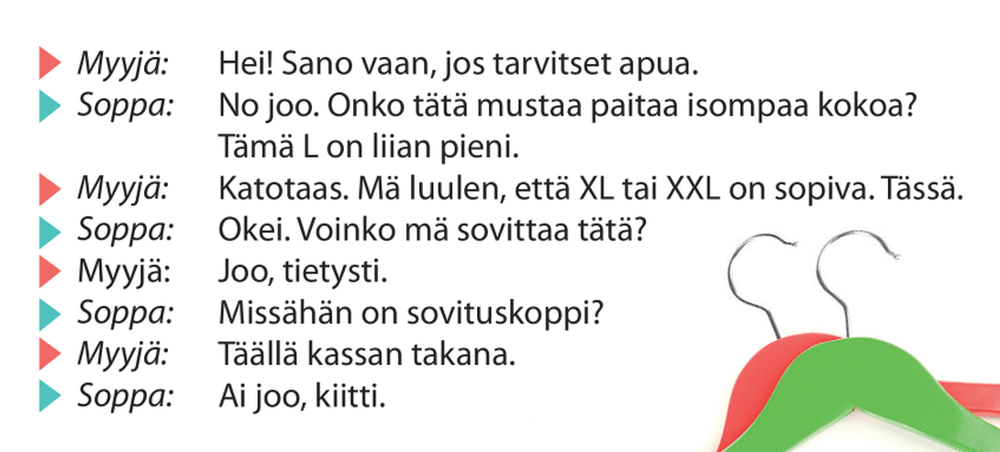 Myyjä: Hei! Sano vaan, jos tarvitset apua.
Soppa: No joo. Onko tätä mustaa paitaa isompaa kokoa?
Tämä L on liian pieni.
Myyjä: Katotaas. Mä luulen, että XL tai XXL on sopiva. Tässä.
Soppa: Okei. Voinko mä sovittaa tätä?
Myyjä: Joo, tietysti.
Soppa: Missähän on sovituskoppi?
Myyjä: Täällä kassan takana.
Soppa: Ai joo, kiitti.